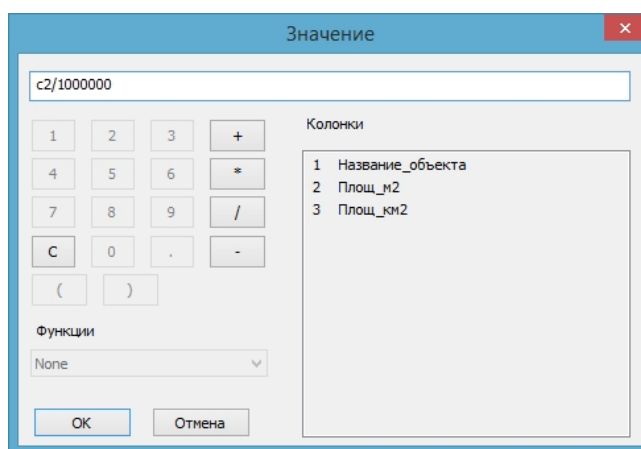 Значение
c2/1000000
1 2 3 +
4 5 6 *
7 8 9 /
C 0 . -
( )
Функции
None
OK Отмена
Колонки
1 Название_объекта
2 Площ_м2
3 Площ_км2